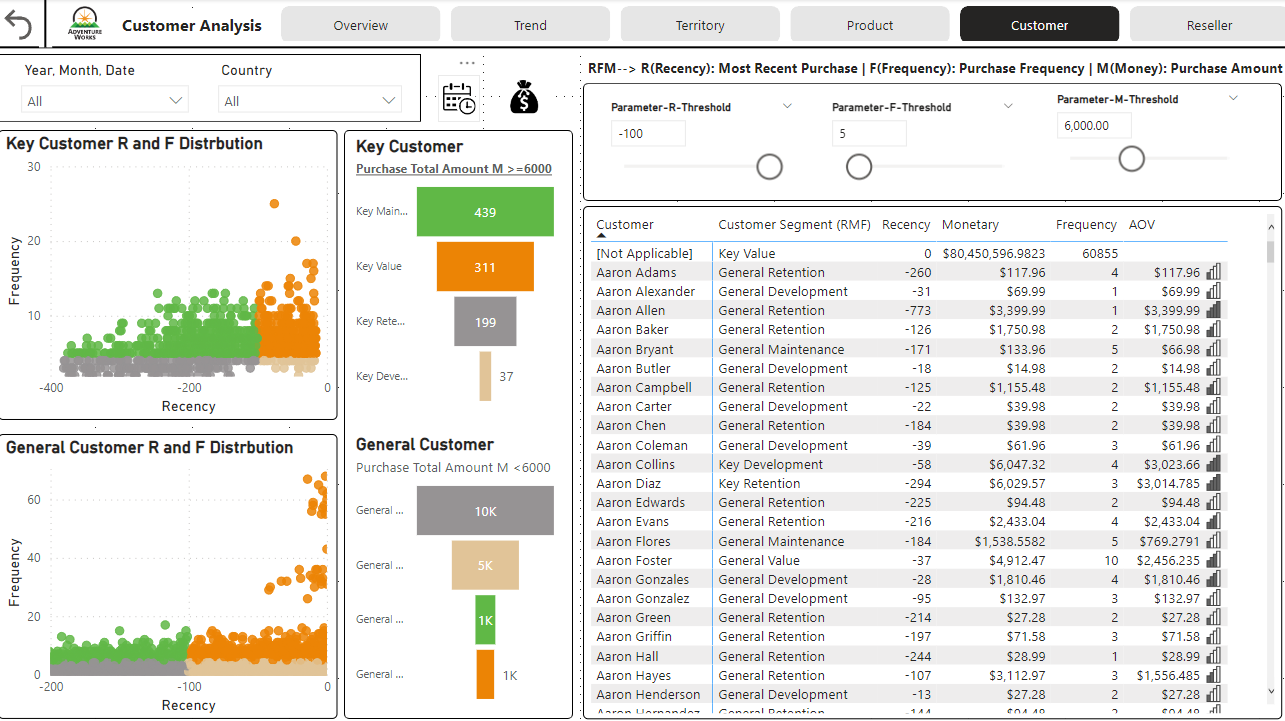 ADVENTURE WORKS
Customer Analysis
Overview
Trend
Territory
Product
Customer
Reseller
Year, Month, Date
All
Country
All
RFM--> R(Recency): Most Recent Purchase | F(Frequency): Purchase Frequency | M(Money): Purchase Amount
Parameter-R-Threshold
-100
Parameter-F-Threshold
5
Parameter-M-Threshold
6,000.00
Key Customer R and F Distrbution
30
20
10
Frequency
-400
-200
0
Recency
General Customer R and F Distrbution
60
40
20
0
Frequency
-200
-100
0
Recency
Key Customer
Purchase Total Amount M >=6000
Key Main... 439
Key Value 311
Key Rete... 199
Key Deve... 37
General Customer
Purchase Total Amount M <6000
General ... 10K
General ... 5K
General ... 1K
General ... 1K
Customer Customer Segment (RMF) Recency Monetary Frequency AOV
[Not Applicable] Key Value 0 $80,450,596.9823 60855
Aaron Adams General Retention -260 $117.96 4 $117.96
Aaron Alexander General Development -31 $69.99 1 $69.99
Aaron Allen General Retention -773 $3,399.99 1 $3,399.99
Aaron Baker General Retention -126 $1,750.98 2 $1,750.98
Aaron Bryant General Maintenance -171 $133.96 5 $66.98
Aaron Butler General Development -18 $14.98 2 $14.98
Aaron Campbell General Retention -125 $1,155.48 2 $1,155.48
Aaron Carter General Development -22 $39.98 2 $39.98
Aaron Chen General Retention -184 $39.98 2 $39.98
Aaron Coleman General Development -39 $61.96 3 $61.96
Aaron Collins Key Development -58 $6,047.32 4 $3,023.66
Aaron Diaz Key Retention -294 $6,029.57 3 $3,014.785
Aaron Edwards General Retention -225 $94.48 2 $94.48
Aaron Evans General Retention -216 $2,433.04 4 $2,433.04
Aaron Flores General Maintenance -184 $1,538.5582 5 $769.2791
Aaron Foster General Value -37 $4,912.47 10 $2,456.235
Aaron Gonzales General Development -28 $1,810.46 4 $1,810.46
Aaron Gonzalez General Development -95 $132.97 3 $132.97
Aaron Green General Retention -214 $27.28 2 $27.28
Aaron Griffin General Retention -197 $71.58 3 $71.58
Aaron Hall General Retention -244 $28.99 1 $28.99
Aaron Hayes General Retention -107 $3,112.97 3 $1,556.485
Aaron Henderson General Development -13 $27.28 2 $27.28
Aaron Hernandez General Retention -144 $94.48 2 $94.48